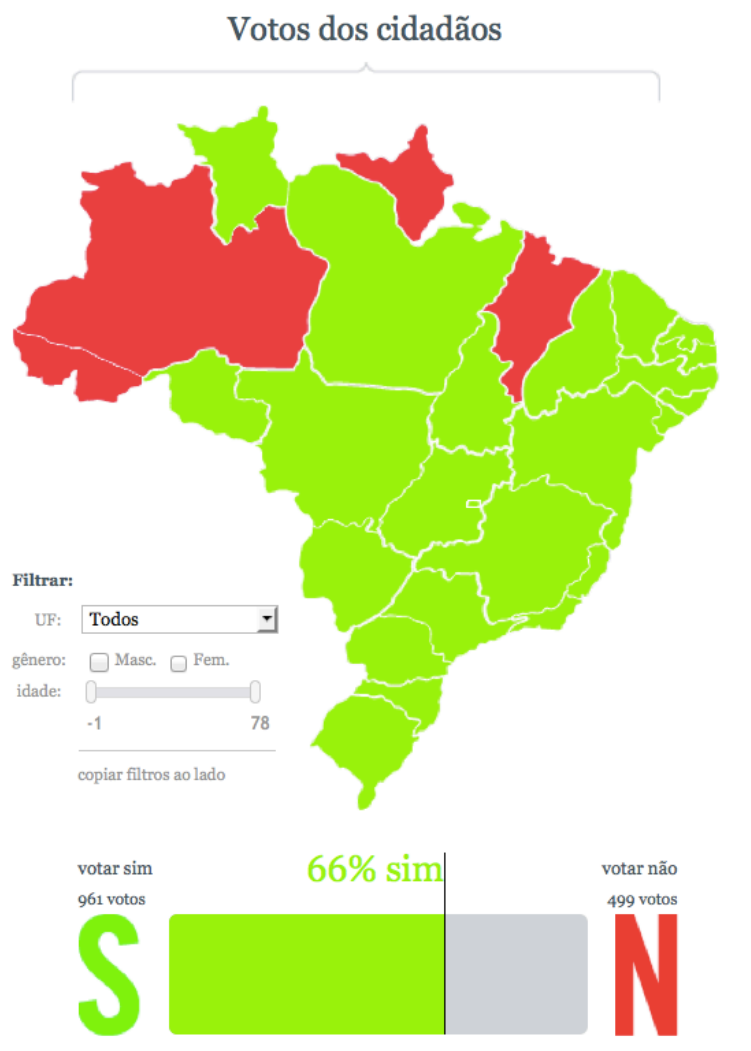 Votos dos cidadãos
Filtrar:
UF: Todos
gênero: Masc. Fem.
idade:
-1 78
copiar filtros ao lado
66% sim
votar sim votar não
961 votos 499 votos
S N